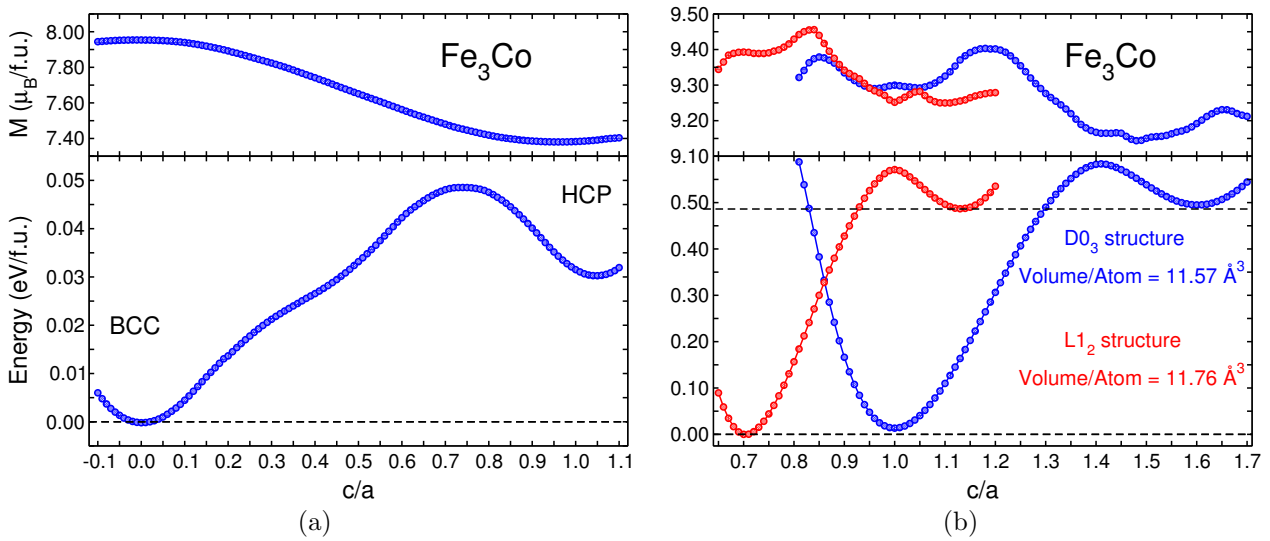 8.00
7.80
7.60
7.40
M (μ_B/f.u.)
Fe₃Co
0.05
0.04
0.03
0.02
0.01
0.00
Energy (eV/f.u.)
HCP
BCC
-0.1 0.0 0.1 0.2 0.3 0.4 0.5 0.6 0.7 0.8 0.9 1.0 1.1
c/a
(a)
9.50
9.40
9.30
9.20
9.10
Fe₃Co
0.50
0.40
0.30
0.20
0.10
0.00
D0₃ structure
Volume/Atom = 11.57 Å³
L1₂ structure
Volume/Atom = 11.76 Å³
0.7 0.8 0.9 1.0 1.1 1.2 1.3 1.4 1.5 1.6 1.7
c/a
(b)